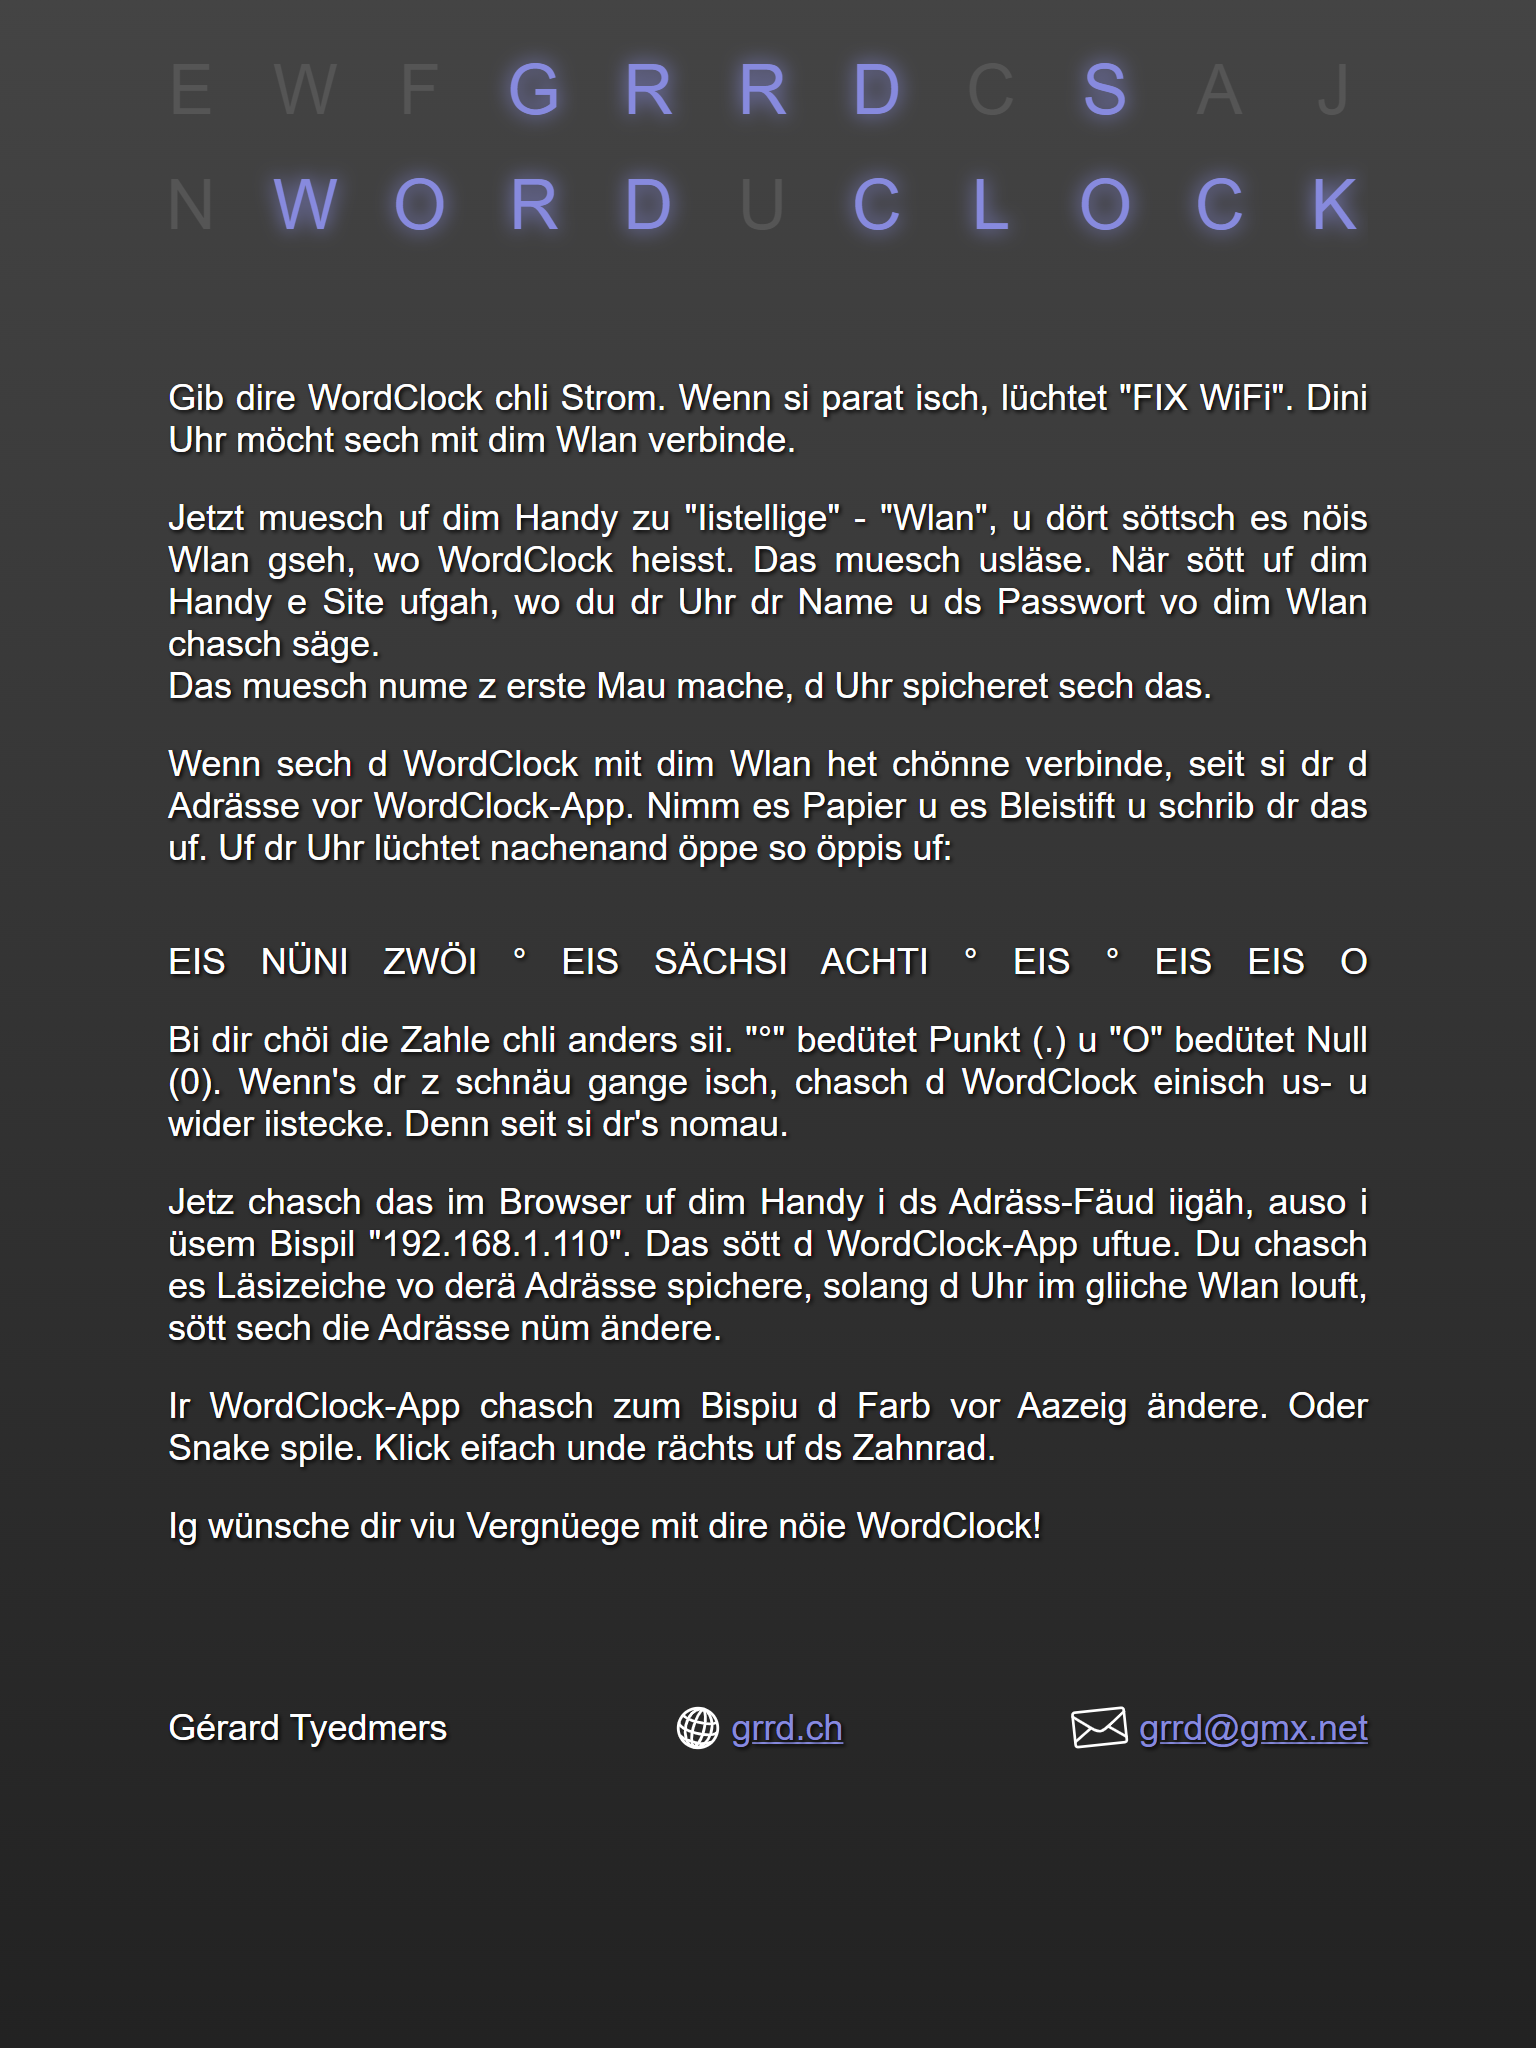 E W F G R R D C S A J
N W O R D U C L O C K
Gib dire WordClock chli Strom. Wenn si parat isch, lüchtet "FIX WiFi". Dini
Uhr möcht sech mit dim Wlan verbinde.
Jetzt muesch uf dim Handy zu "Iistellige" - "Wlan", u dört söttsch es nöis
Wlan gseh, wo WordClock heisst. Das muesch usläse. När sött uf dim
Handy e Site ufgah, wo du dr Uhr dr Name u ds Passwort vo dim Wlan
chasch säge.
Das muesch nume z erste Mau mache, d Uhr spicheret sech das.
Wenn sech d WordClock mit dim Wlan het chönne verbinde, seit si dr d
Adrässe vor WordClock-App. Nimm es Papier u es Bleistift u schrib dr das
uf. Uf dr Uhr lüchtet nachenand öppe so öppis uf:
EIS NÜNI ZWÖI ° EIS SÄCHSI ACHTI ° EIS ° EIS EIS O
Bi dir chöi die Zahle chli anders sii. "°" bedütet Punkt (.) u "O" bedütet Null
(0). Wenn's dr z schnäu gange isch, chasch d WordClock einisch us- u
wider iistecke. Denn seit si dr's nomau.
Jetz chasch das im Browser uf dim Handy i ds Adräss-Fäud iigäh, auso i
üsem Bispil "192.168.1.110". Das sött d WordClock-App uftue. Du chasch
es Läsizeiche vo derä Adrässe spichere, solang d Uhr im gliiche Wlan louft,
sött sech die Adrässe nüm ändere.
Ir WordClock-App chasch zum Bispiu d Farb vor Aazeig ändere. Oder
Snake spile. Klick eifach unde rächts uf ds Zahnrad.
Ig wünsche dir viu Vergnüege mit dire nöie WordClock!
Gérard Tyedmers grrd.ch grrd@gmx.net